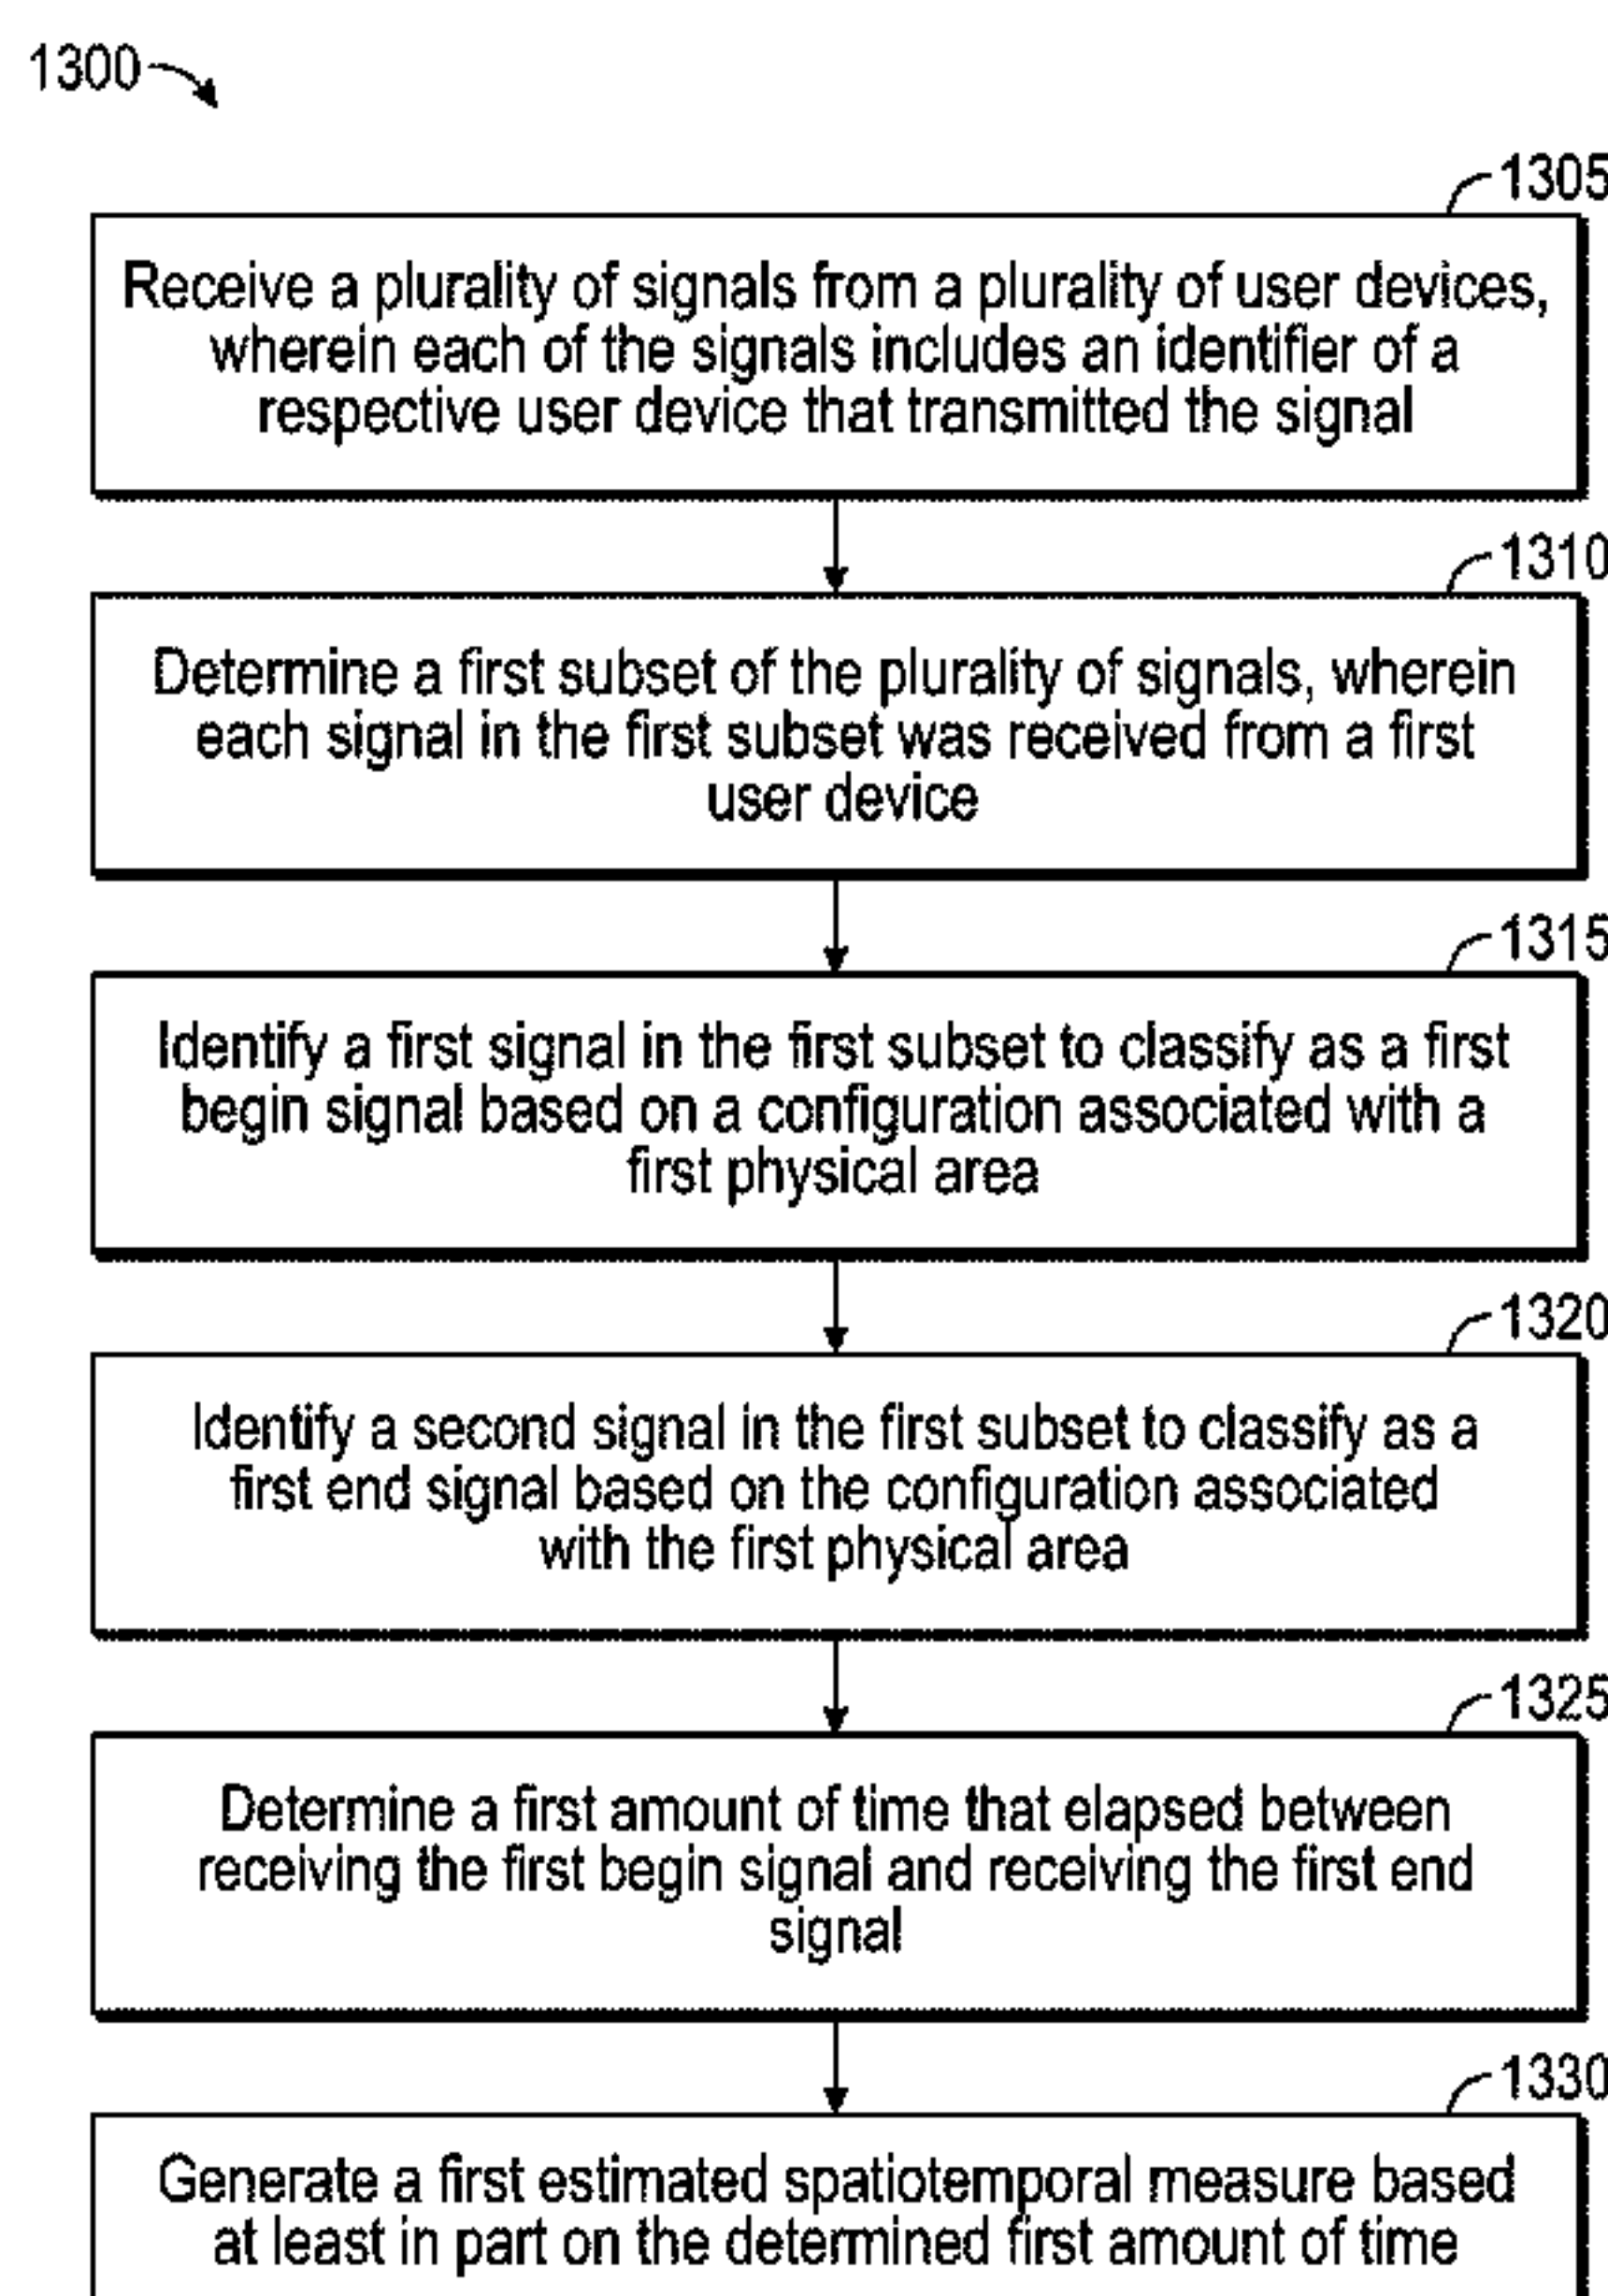 1300
1305
Receive a plurality of signals from a plurality of user devices,
wherein each of the signals includes an identifier of a
respective user device that transmitted the signal
1310
Determine a first subset of the plurality of signals, wherein
each signal in the first subset was received from a first
user device
1315
Identify a first signal in the first subset to classify as a first
begin signal based on a configuration associated with a
first physical area
1320
Identify a second signal in the first subset to classify as a
first end signal based on the configuration associated
with the first physical area
1325
Determine a first amount of time that elapsed between
receiving the first begin signal and receiving the first end
signal
1330
Generate a first estimated spatiotemporal measure based
at least in part on the determined first amount of time